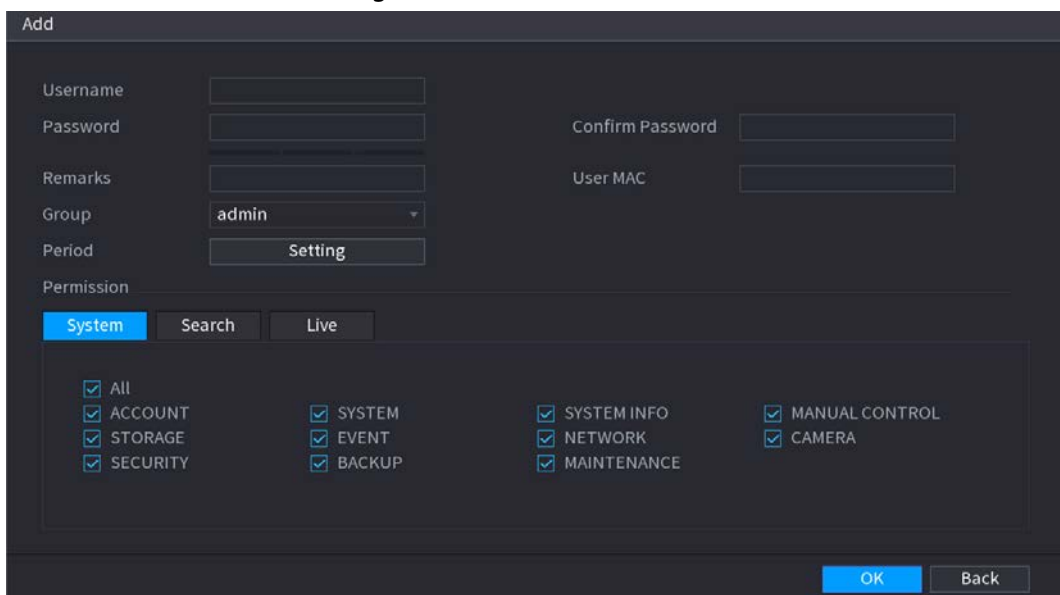 Add
Username
Password Confirm Password
Remarks User MAC
Group admin
Period Setting
Permission
System Search Live
All
ACCOUNT SYSTEM SYSTEM INFO MANUAL CONTROL
STORAGE EVENT NETWORK CAMERA
SECURITY BACKUP MAINTENANCE
OK Back